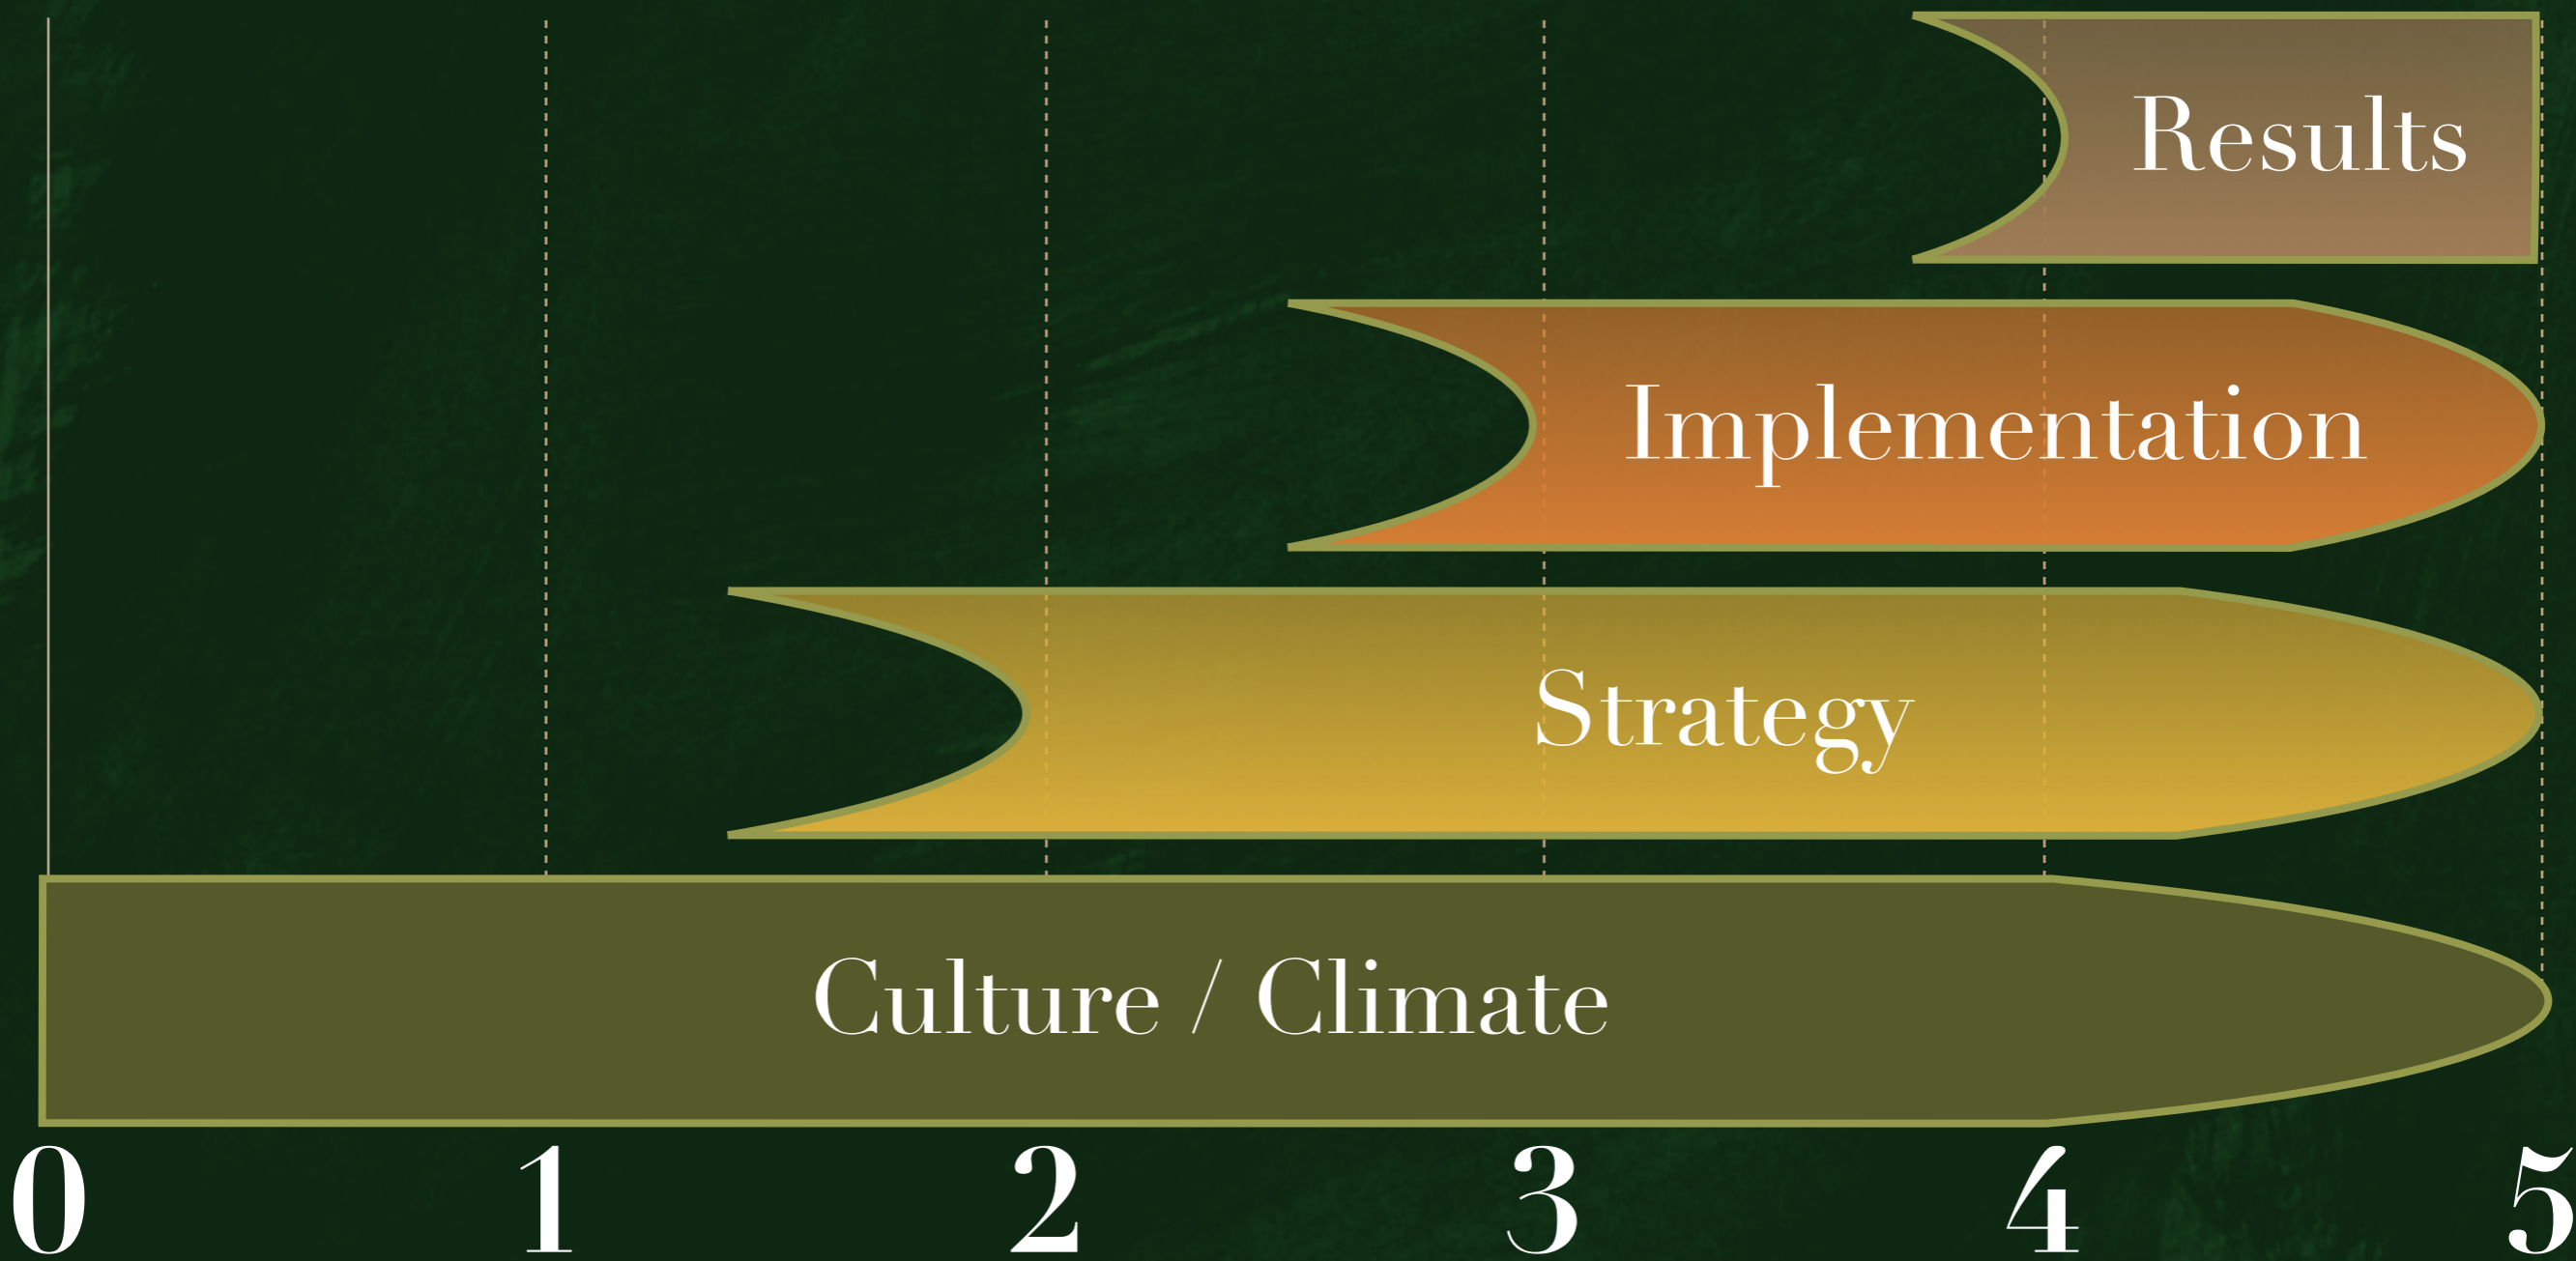 Results
Implementation
Strategy
Culture / Climate
0 1 2 3 4 5